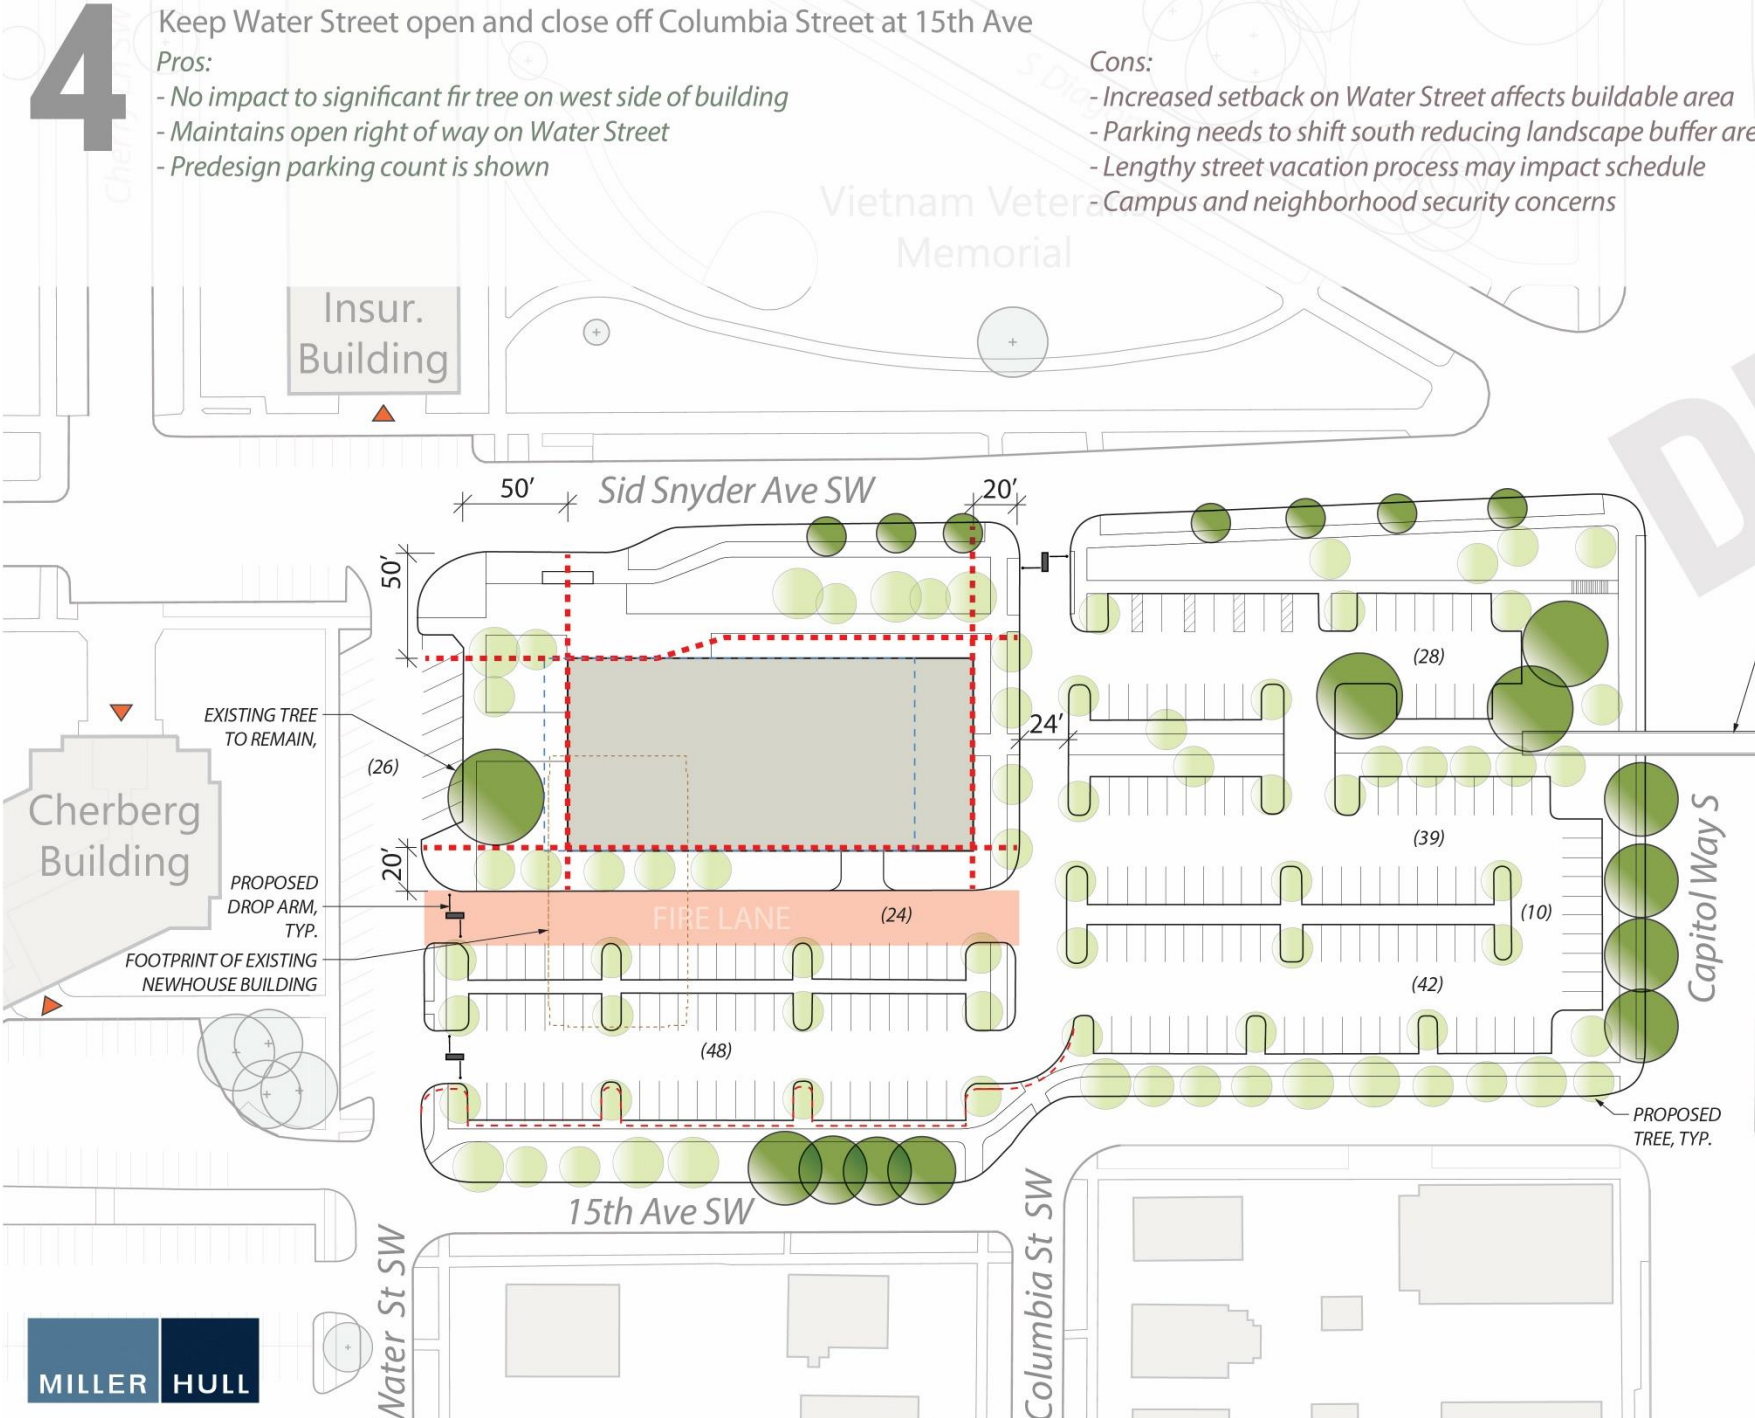 4
Keep Water Street open and close off Columbia Street at 15th Ave
Pros:
- No impact to significant fir tree on west side of building
- Maintains open right of way on Water Street
- Predesign parking count is shown
Cons:
- Increased setback on Water Street affects buildable area
- Parking needs to shift south reducing landscape buffer are
- Lengthy street vacation process may impact schedule
- Campus and neighborhood security concerns
Vietnam Veterans
Memorial
Insur.
Building
50’
Sid Snyder Ave SW
20’
50’
(28)
EXISTING TREE
TO REMAIN,
24’
(26)
Cherberg
Building
(39)
Capitol Way S
20’
PROPOSED
DROP ARM,
TYP.
FIRE LANE
(24)
(10)
FOOTPRINT OF EXISTING
NEWHOUSE BUILDING
(42)
(48)
PROPOSED
TREE, TYP.
15th Ave SW
Water St SW
Columbia St SW
MILLER HULL